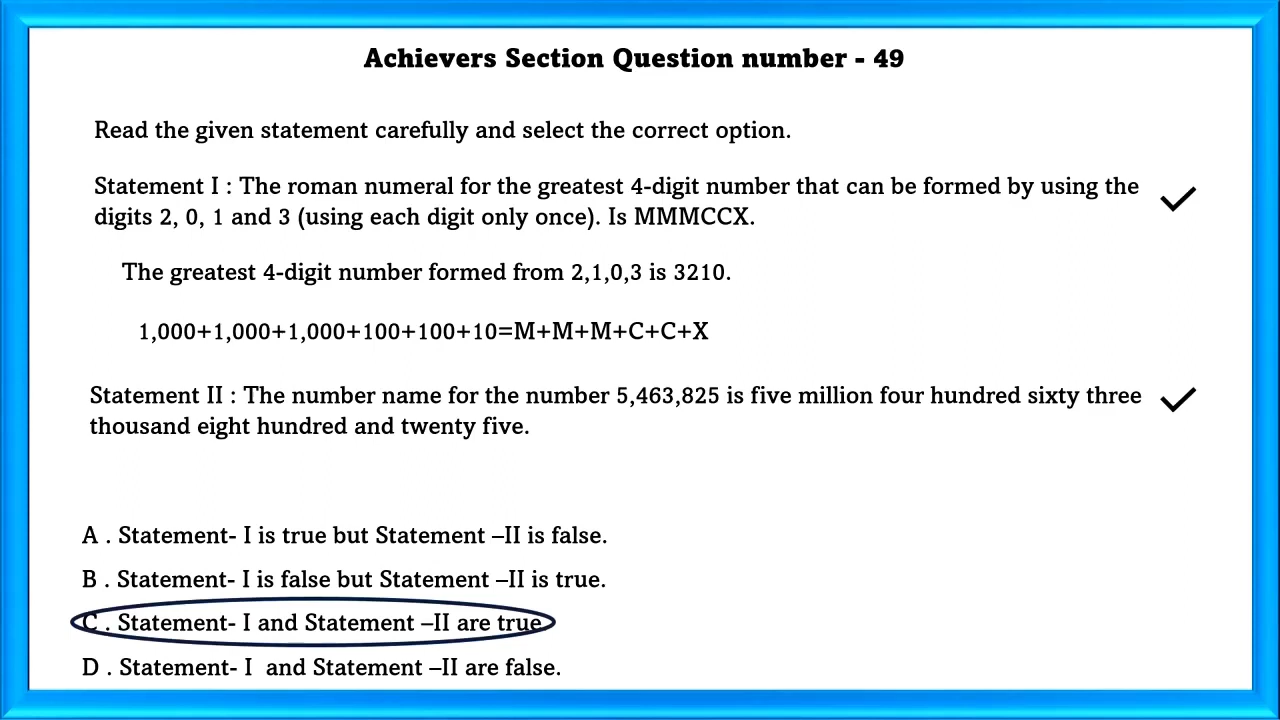 Achievers Section Question number - 49
Read the given statement carefully and select the correct option.
Statement I : The roman numeral for the greatest 4-digit number that can be formed by using the
digits 2, 0, 1 and 3 (using each digit only once). Is MMMCCX.
The greatest 4-digit number formed from 2,1,0,3 is 3210.
1,000+1,000+1,000+100+100+10=M+M+M+C+C+X
Statement II : The number name for the number 5,463,825 is five million four hundred sixty three
thousand eight hundred and twenty five.
A . Statement- I is true but Statement –II is false.
B . Statement- I is false but Statement –II is true.
C . Statement- I and Statement –II are true
D . Statement- I  and Statement –II are false.